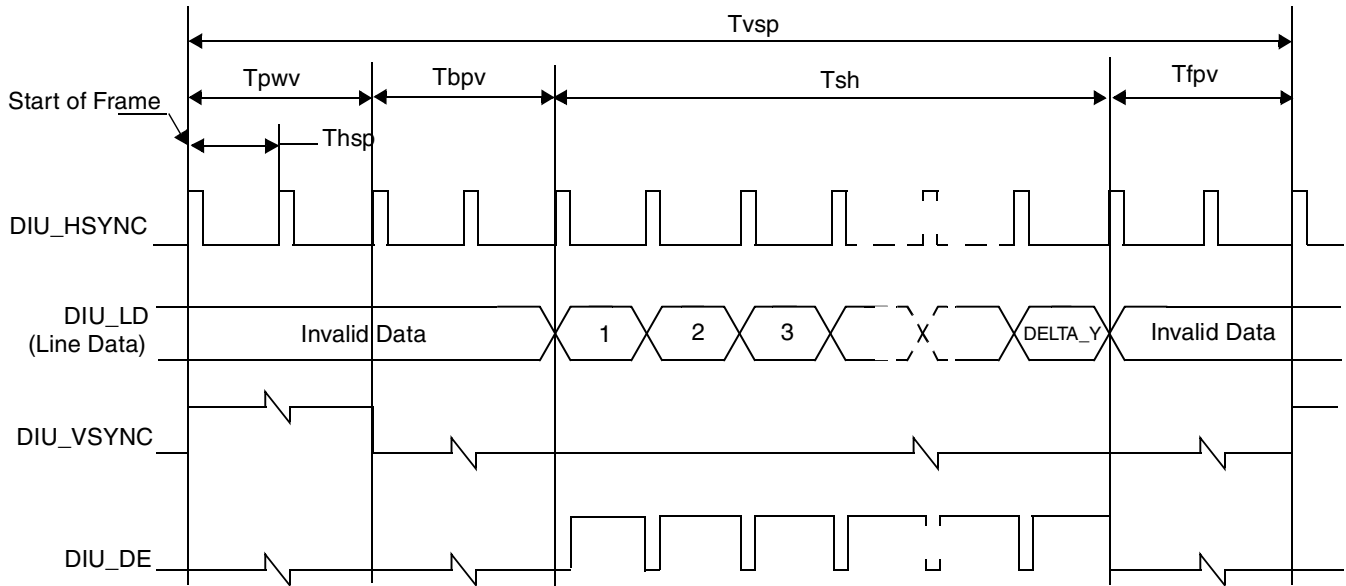 Tvsp
Tpwv
Tbpv
Tsh
Tfpv
Start of Frame
Thsp
DIU_HSYNC
DIU_LD
(Line Data)
Invalid Data
1
2
3
DELTA_Y
Invalid Data
DIU_VSYNC
DIU_DE